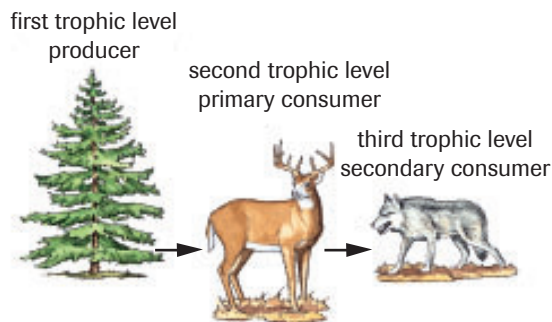 first trophic level
producer
second trophic level
primary consumer
third trophic level
secondary consumer